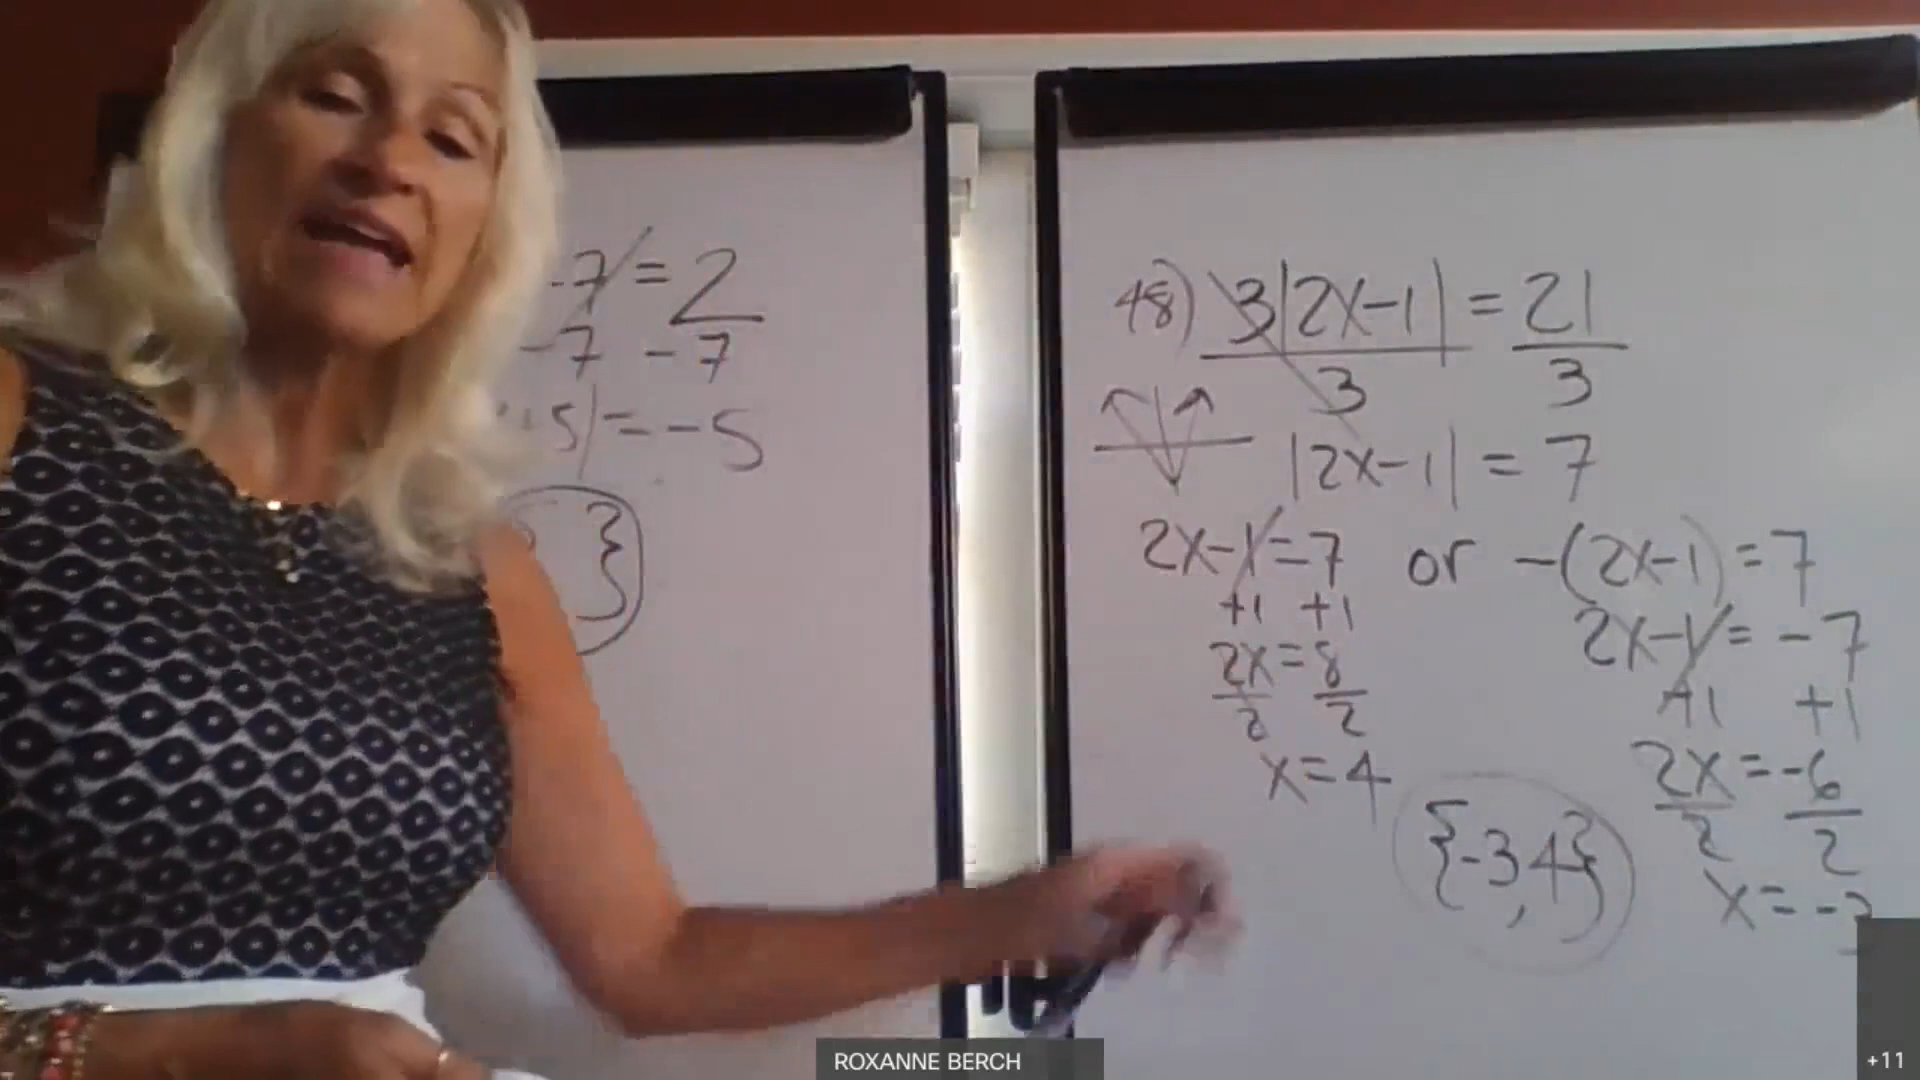 -7 = 2
-7 -7
5| = -5
}
48) 3|2x-1| = 21
3 3
|2x-1| = 7
2x-1=7 or -(2x-1) = 7
+1 +1
2x=8
2 2
x=4
2x-1 = -7
+1 +1
2x = -6
2 2
x = -3
{-3,4}
ROXANNE BERCH
+11